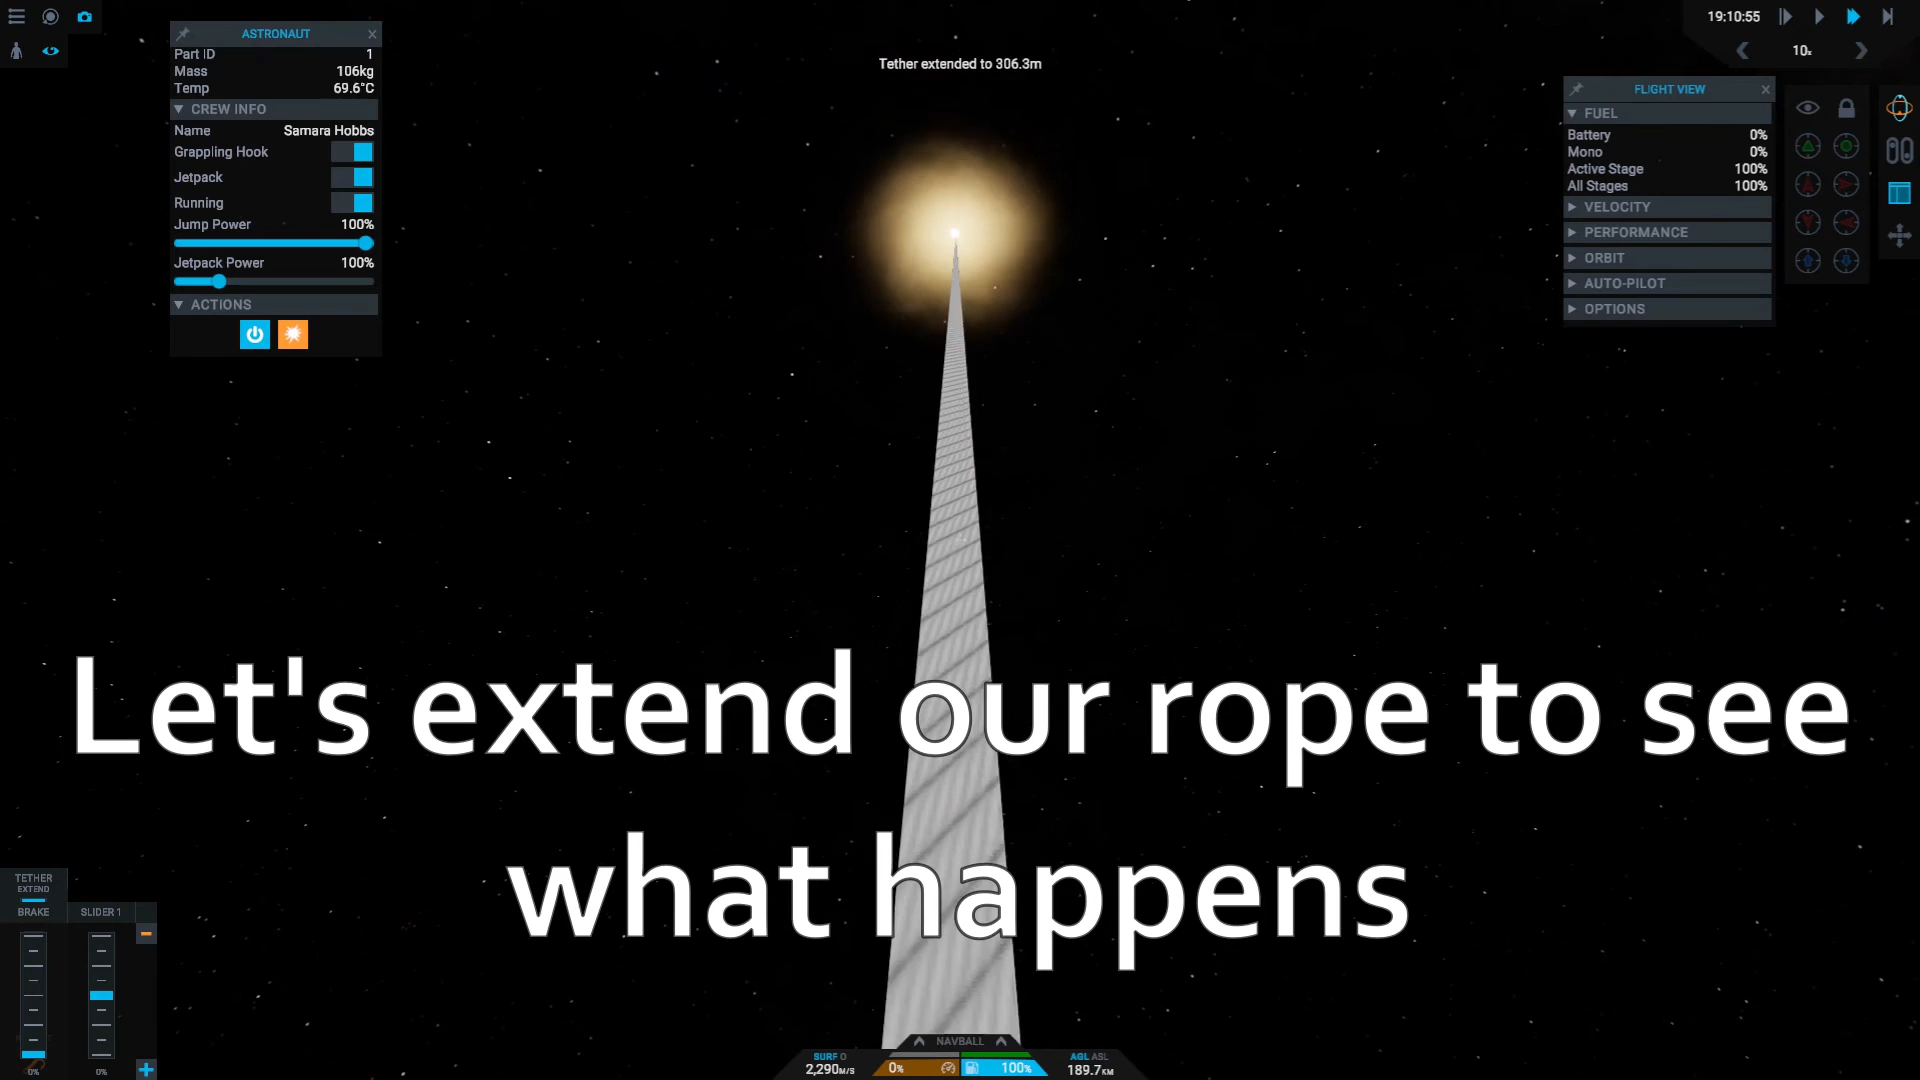 19:10:55
10x
ASTRONAUT
Part ID 1
Mass 106kg
Temp 69.6°C
CREW INFO
Name Samara Hobbs
Grappling Hook
Jetpack
Running
Jump Power 100%
Jetpack Power 100%
ACTIONS
Tether extended to 306.3m
FLIGHT VIEW
FUEL
Battery 0%
Mono 0%
Active Stage 100%
All Stages 100%
VELOCITY
PERFORMANCE
ORBIT
AUTO-PILOT
OPTIONS
Let's extend our rope to see
what happens
TETHER
EXTEND
BRAKE SLIDER 1
0% 0%
NAVBALL
SURF O
2,290M/S
0%
100%
AGL ASL
189.7KM